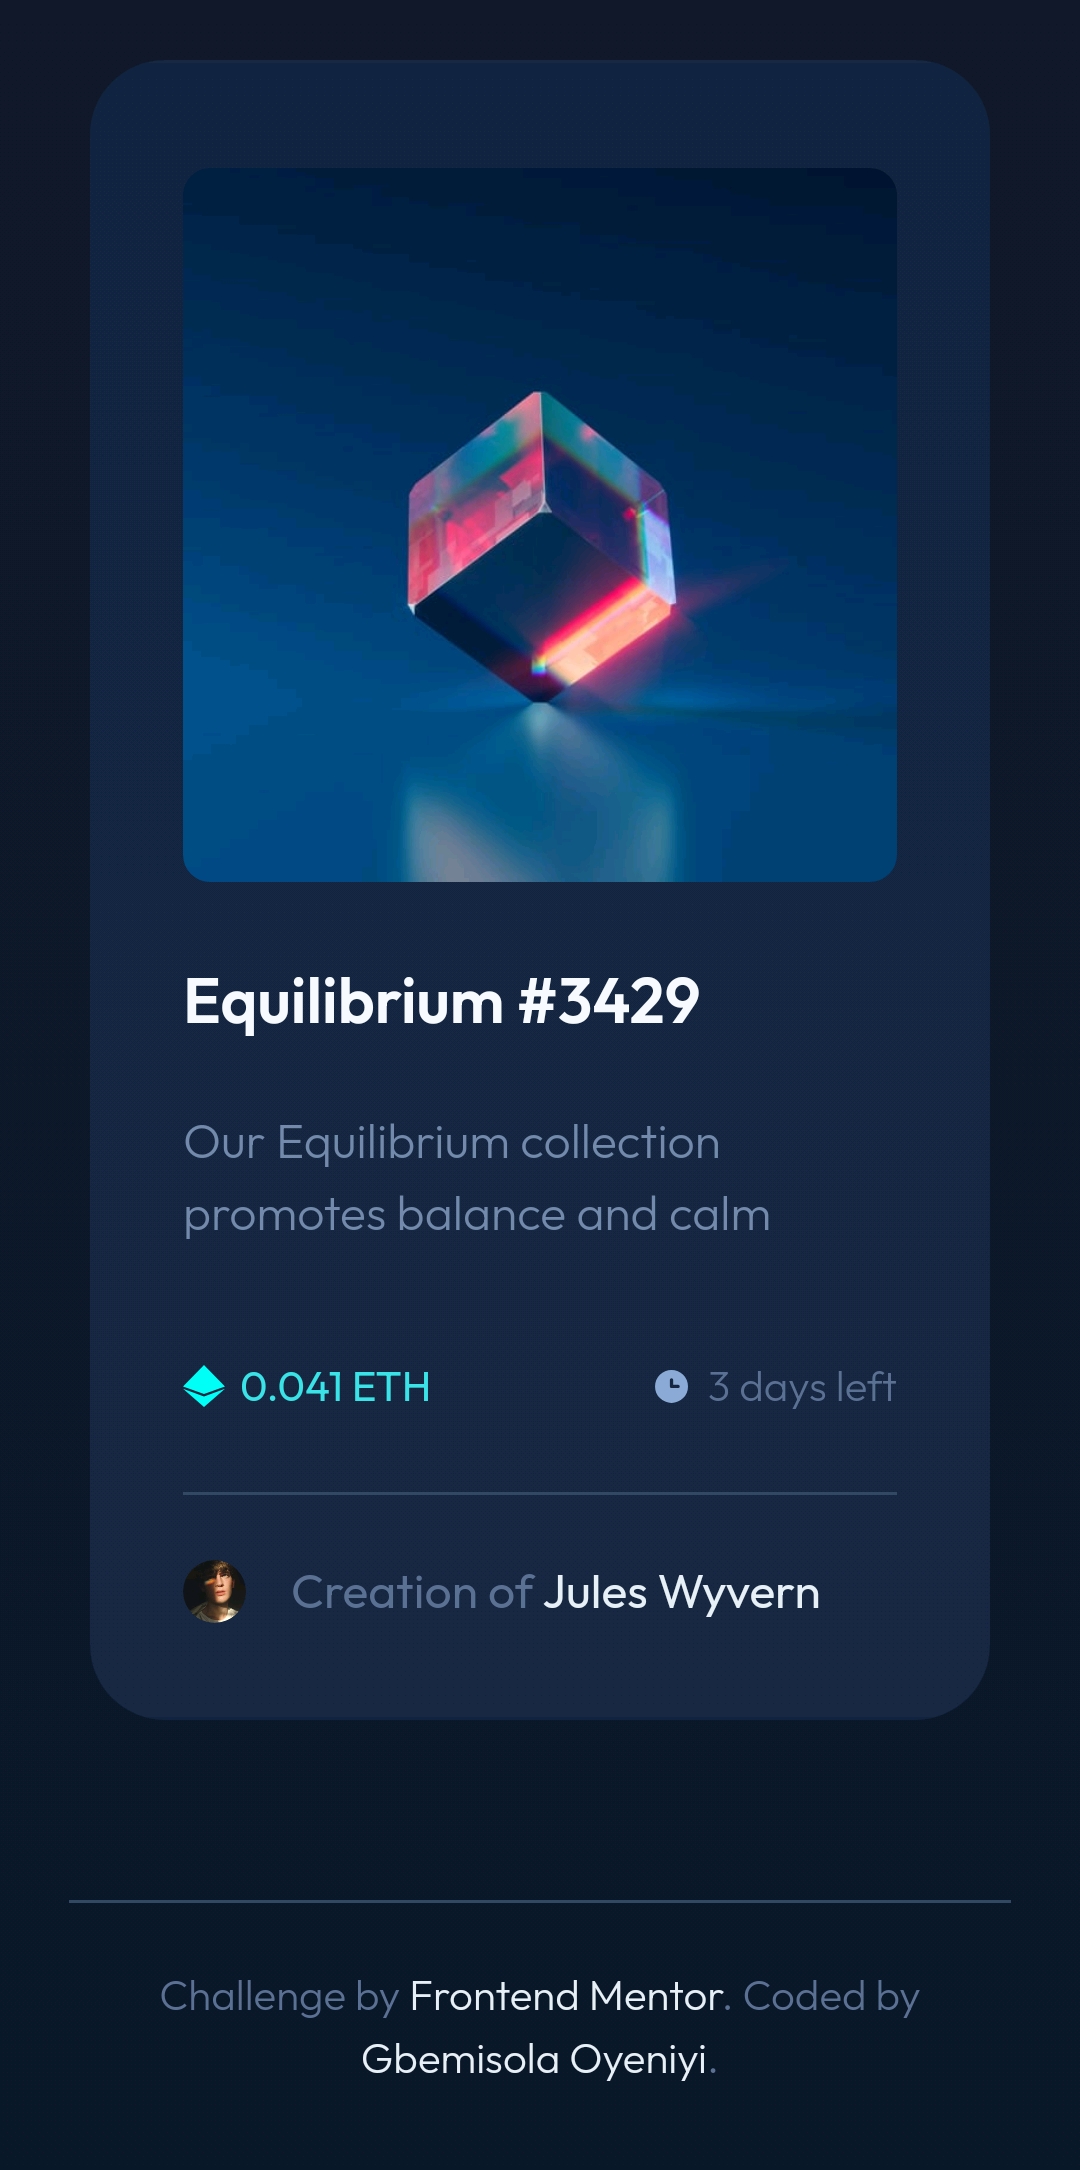 Equilibrium #3429
Our Equilibrium collection
promotes balance and calm
0.041 ETH
3 days left
Creation of Jules Wyvern
Challenge by Frontend Mentor. Coded by
Gbemisola Oyeniyi.